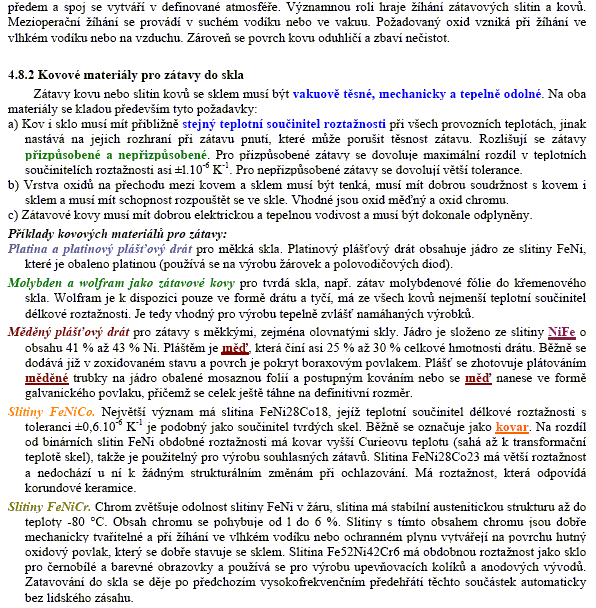 předem a spoj se vytváří v definované atmosféře. Významnou roli hraje žíhání zátavových slitin a kovů.
Mezioperační žíhání se provádí v suchém vodíku nebo ve vakuu. Požadovaný oxid vzniká při žíhání ve
vlhkém vodíku nebo na vzduchu. Zároveň se povrch kovu oduhličí a zbaví nečistot.
4.8.2 Kovové materiály pro zátavy do skla
Zátavy kovu nebo slitin kovů se sklem musí být vakuově těsné, mechanicky a tepelně odolné. Na oba
materiály se kladou především tyto požadavky:
a) Kov i sklo musí mít přibližně stejný teplotní součinitel roztažnosti při všech provozních teplotách, jinak
nastává na jejich rozhraní při zátavu pnutí, které může porušit těsnost zátavu. Rozlišují se zátavy
přizpůsobené a nepřizpůsobené. Pro přizpůsobené zátavy se dovoluje maximální rozdíl v teplotních
součinitelích roztažnosti asi ±1.10⁻⁶ K⁻¹. Pro nepřizpůsobené zátavy se dovolují větší tolerance.
b) Vrstva oxidů na přechodu mezi kovem a sklem musí být tenká, musí mít dobrou soudržnost s kovem i
sklem a musí mít schopnost rozpouštět se ve skle. Vhodné jsou oxid měďný a oxid chromu.
c) Zátavové kovy musí mít dobrou elektrickou a tepelnou vodivost a musí být dokonale odplyněny.
Příklady kovových materiálů pro zátavy:
Platina a platinový plášťový drát pro měkká skla. Platinový plášťový drát obsahuje jádro ze slitiny FeNi,
které je obaleno platinou (používá se na výrobu žárovek a polovodičových diod).
Molybden a wolfram jako zátavové kovy pro tvrdá skla, např. zátav molybdenové fólie do křemenového
skla. Wolfram je k dispozici pouze ve formě drátu a tyčí, má ze všech kovů nejmenší teplotní součinitel
délkové roztažnosti. Je tedy vhodný pro výrobu tepelně zvlášť namáhaných výrobků.
Měděný plášťový drát pro zátavy s měkkými, zejména olovnatými skly. Jádro je složeno ze slitiny NiFe o
obsahu 41 % až 43 % Ni. Pláštěm je měď, která činí asi 25 % až 30 % celkové hmotnosti drátu. Běžně se
dodává již v zoxidovaném stavu a povrch je pokryt boraxovým povlakem. Plášť se zhotovuje plátováním
měděné trubky na jádro obalené mosaznou folií a postupným kováním nebo se měď nanese ve formě
galvanického povlaku, přičemž se celek ještě táhne na definitivní rozměr.
Slitiny FeNiCo. Největší význam má slitina FeNi28Co18, jejíž teplotní součinitel délkové roztažnosti s
tolerancí ±0,6.10⁻⁶ K⁻¹ je podobný jako součinitel tvrdých skel. Běžně se označuje jako kovar. Na rozdíl
od binárních slitin FeNi obdobné roztažnosti má kovar vyšší Curieovu teplotu (sahá až k transformační
teplotě skel), takže je použitelný pro výrobu souhlasných zátavů. Slitina FeNi28Co23 má větší roztažnost
a nedochází u ní k žádným strukturálním změnám při ochlazování. Má roztažnost, která odpovídá
korundové keramice.
Slitiny FeNiCr. Chrom zvětšuje odolnost slitiny FeNi v žáru, slitina má stabilní austenitickou strukturu až do
teploty -80 °C. Obsah chromu se pohybuje od 1 do 6 %. Slitiny s tímto obsahem chromu jsou dobře
mechanicky tvařitelné a při žíhání ve vlhkém vodíku nebo ochranném plynu vytvářejí na povrchu hutný
oxidový povlak, který se dobře stavuje se sklem. Slitina Fe52Ni42Cr6 má obdobnou roztažnost jako sklo
pro černobílé a barevné obrazovky a používá se pro výrobu upevňovacích kolíků a anodových vývodů.
Zatavování do skla se děje po předchozím vysokofrekvenčním předehřátí těchto součástek automaticky
bez lidského zásahu.